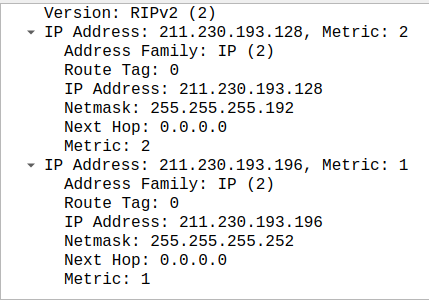 Version: RIPv2 (2)
IP Address: 211.230.193.128, Metric: 2
Address Family: IP (2)
Route Tag: 0
IP Address: 211.230.193.128
Netmask: 255.255.255.192
Next Hop: 0.0.0.0
Metric: 2
IP Address: 211.230.193.196, Metric: 1
Address Family: IP (2)
Route Tag: 0
IP Address: 211.230.193.196
Netmask: 255.255.255.252
Next Hop: 0.0.0.0
Metric: 1